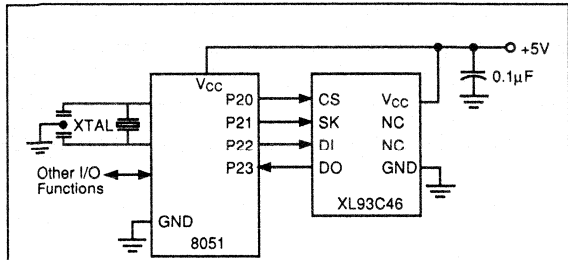 +5V
0.1µF
VCC
XTAL
Other I/O
Functions
P20
P21
P22
P23
GND
8051
CS
SK
DI
DO
VCC
NC
NC
GND
XL93C46